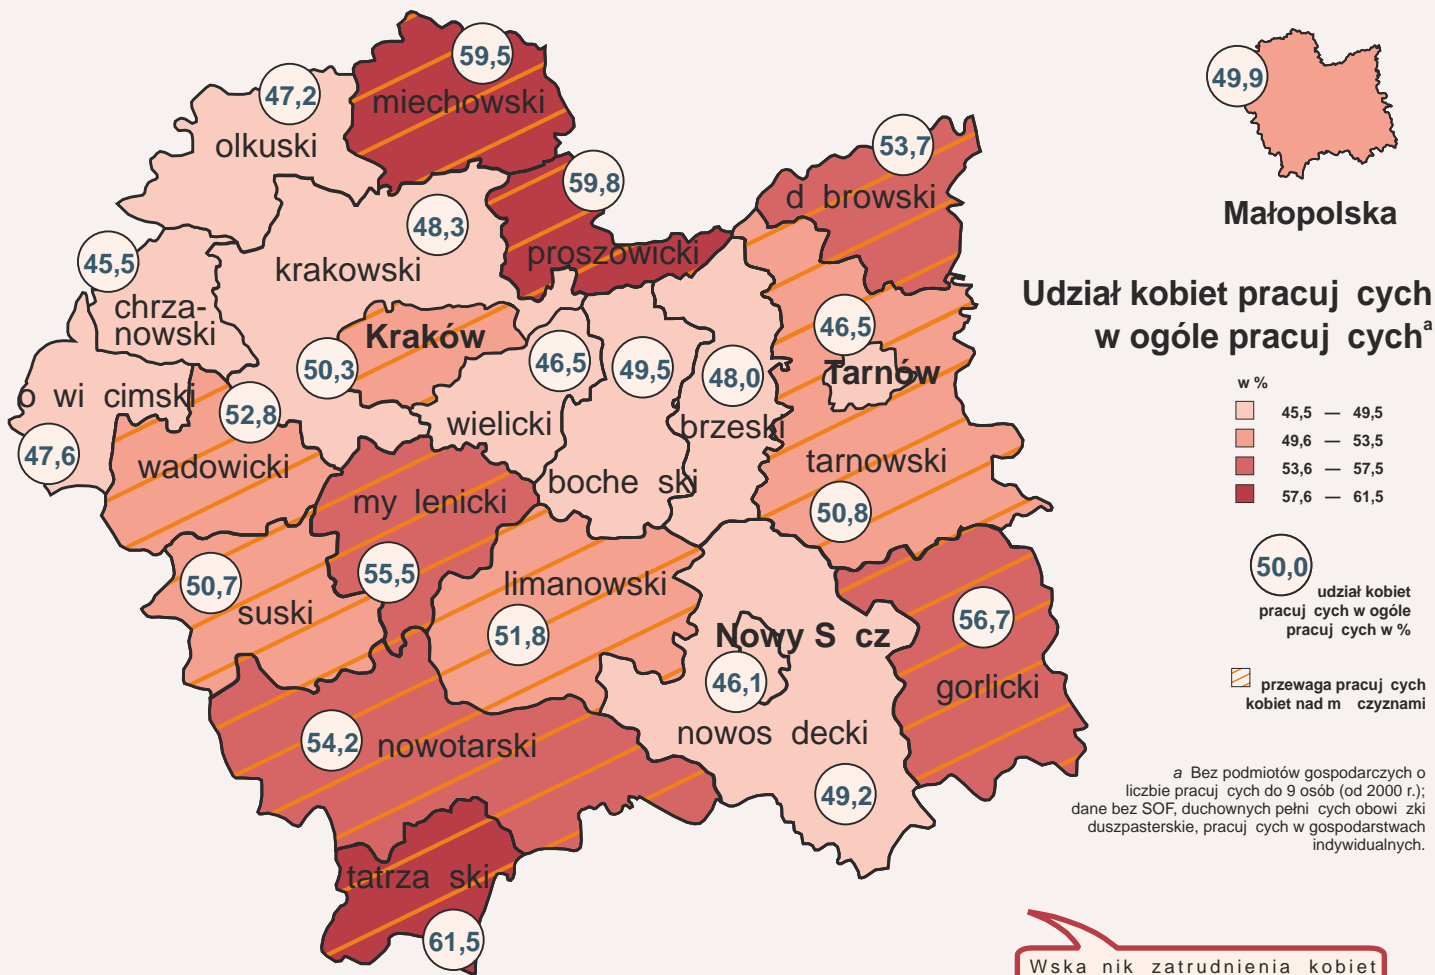 59,5
miechowski
47,2
olkuski
49,9
Małopolska
53,7
d browski
59,8
proszowicki
48,3
krakowski
45,5
chrza-
nowski
Udział kobiet pracuj cych
w ogóle pracuj cych a
w %
45,5 — 49,5
49,6 — 53,5
53,6 — 57,5
57,6 — 61,5
50,0
udział kobiet
pracuj cych w ogóle
pracuj cych w %
przewaga pracuj cych
kobiet nad m czyznami
a Bez podmiotów gospodarczych o
liczbie pracuj cych do 9 osób (od 2000 r.);
dane bez SOF, duchownych pełni cych obowi zki
duszpasterskie, pracuj cych w gospodarstwach
indywidualnych.
Kraków
50,3
46,5
wielicki
49,5
boche ski
48,0
brzeski
46,5
Tarnów
tarnowski
50,8
o wi cimski
47,6
52,8
wadowicki
my lenicki
55,5
50,7
suski
limanowski
51,8
Nowy S cz
46,1
nowos decki
49,2
56,7
gorlicki
54,2
nowotarski
tatrza ski
61,5
Wska nik zatrudnienia kobiet